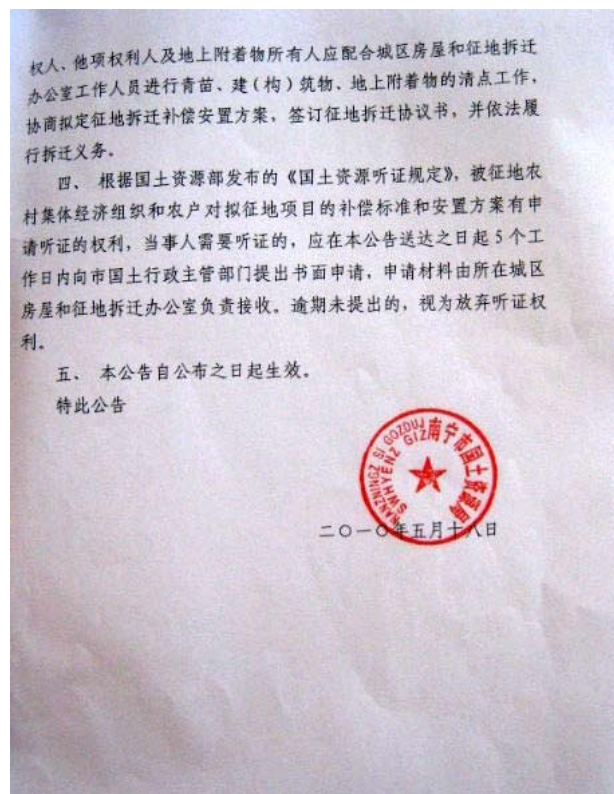 权人、他项权利人及地上附着物所有人应配合城区房屋和征地拆迁
办公室工作人员进行青苗、建(构)筑物、地上附着物的清点工作，
协商拟定征地拆迁补偿安置方案，签订征地拆迁协议书，并依法履
行拆迁义务。
四、 根据国土资源部发布的《国土资源听证规定》，被征地农
村集体经济组织和农户对拟征地项目的补偿标准和安置方案有申
请听证的权利，当事人需要听证的，应在本公告送达之日起5个工
作日内向市国土行政主管部门提出书面申请，申请材料由所在城区
房屋和征地拆迁办公室负责接收。逾期未提出的，视为放弃听证权
利。
五、 本公告自公布之日起生效。
特此公告
NANZNINGZ SI GOZDUJ
SWHYENZ GIZ
南宁市国土资源局
二〇一〇年五月十八日